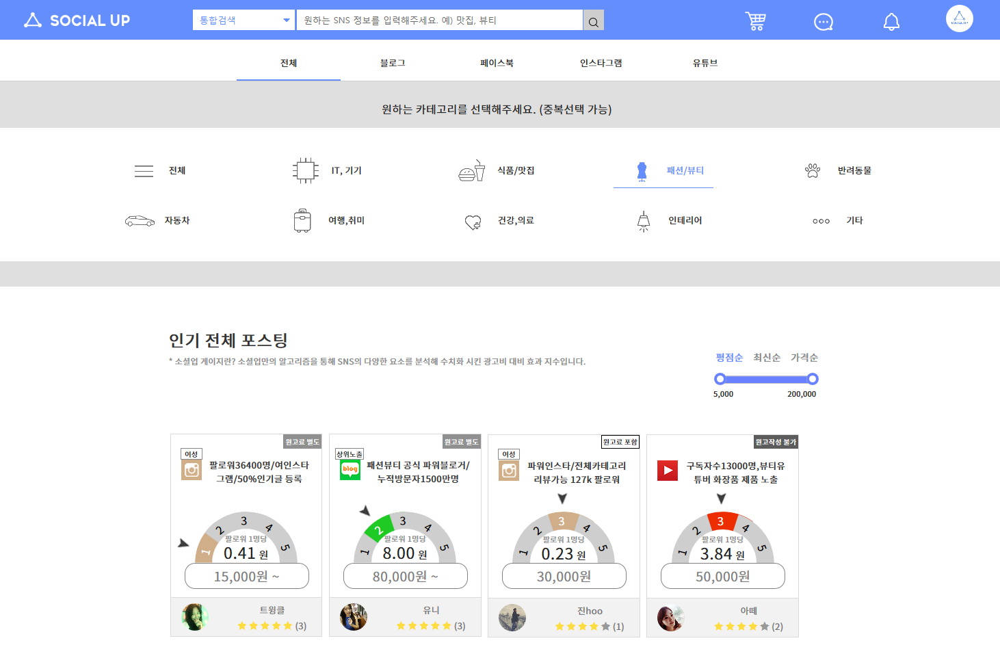 SOCIAL UP
통합검색
원하는 SNS 정보를 입력해주세요. 예) 맛집, 뷰티
전체
블로그
페이스북
인스타그램
유튜브
원하는 카테고리를 선택해주세요. (중복선택 가능)
전체
IT, 기기
식품/맛집
패션/뷰티
반려동물
자동차
여행,취미
건강,의료
인테리어
기타
인기 전체 포스팅
* 소셜업 게이지란? 소셜업만의 알고리즘을 통해 SNS의 다양한 요소를 분석해 수치화 시킨 광고비 대비 효과 지수입니다.
평점순 최신순 가격순
5,000 200,000
원고료 별도
여성
팔로워36400명/여인스타
그램/50%인기글 등록
1 2 3 4 5
팔로워 1명당
0.41 원
15,000원 ~
트윙클
(3)
원고료 별도
상위노출
blog
패션뷰티 공식 파워블로거/
누적방문자1500만명
1 2 3 4 5
팔로워 1명당
8.00 원
80,000원 ~
유니
(3)
원고료 포함
여성
파워인스타/전체카테고리
리뷰가능 127k 팔로워
1 2 3 4 5
팔로워 1명당
0.23 원
30,000원
진hoo
(1)
원고작성 불가
구독자수13000명,뷰티유
튜버 화장품 제품 노출
1 2 3 4 5
팔로워 1명당
3.84 원
50,000원
아떼
(2)